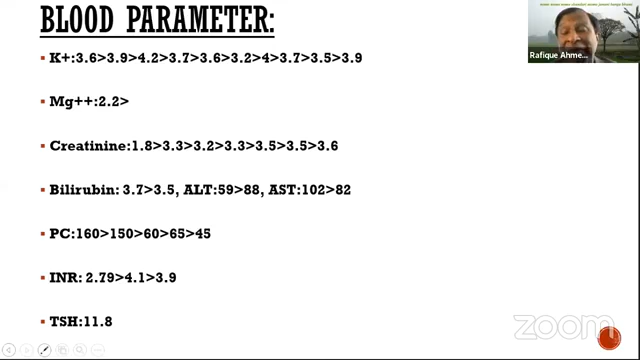 BLOOD PARAMETER:
K+:3.6>3.9>4.2>3.7>3.6>3.2>4>3.7>3.5>3.9
Mg++:2.2>
Creatinine:1.8>3.3>3.2>3.3>3.5>3.5>3.6
Bilirubin: 3.7>3.5, ALT:59>88, AST:102>82
PC:160>150>60>65>45
INR: 2.79>4.1>3.9
TSH:11.8
Rafique Ahme...
zoom